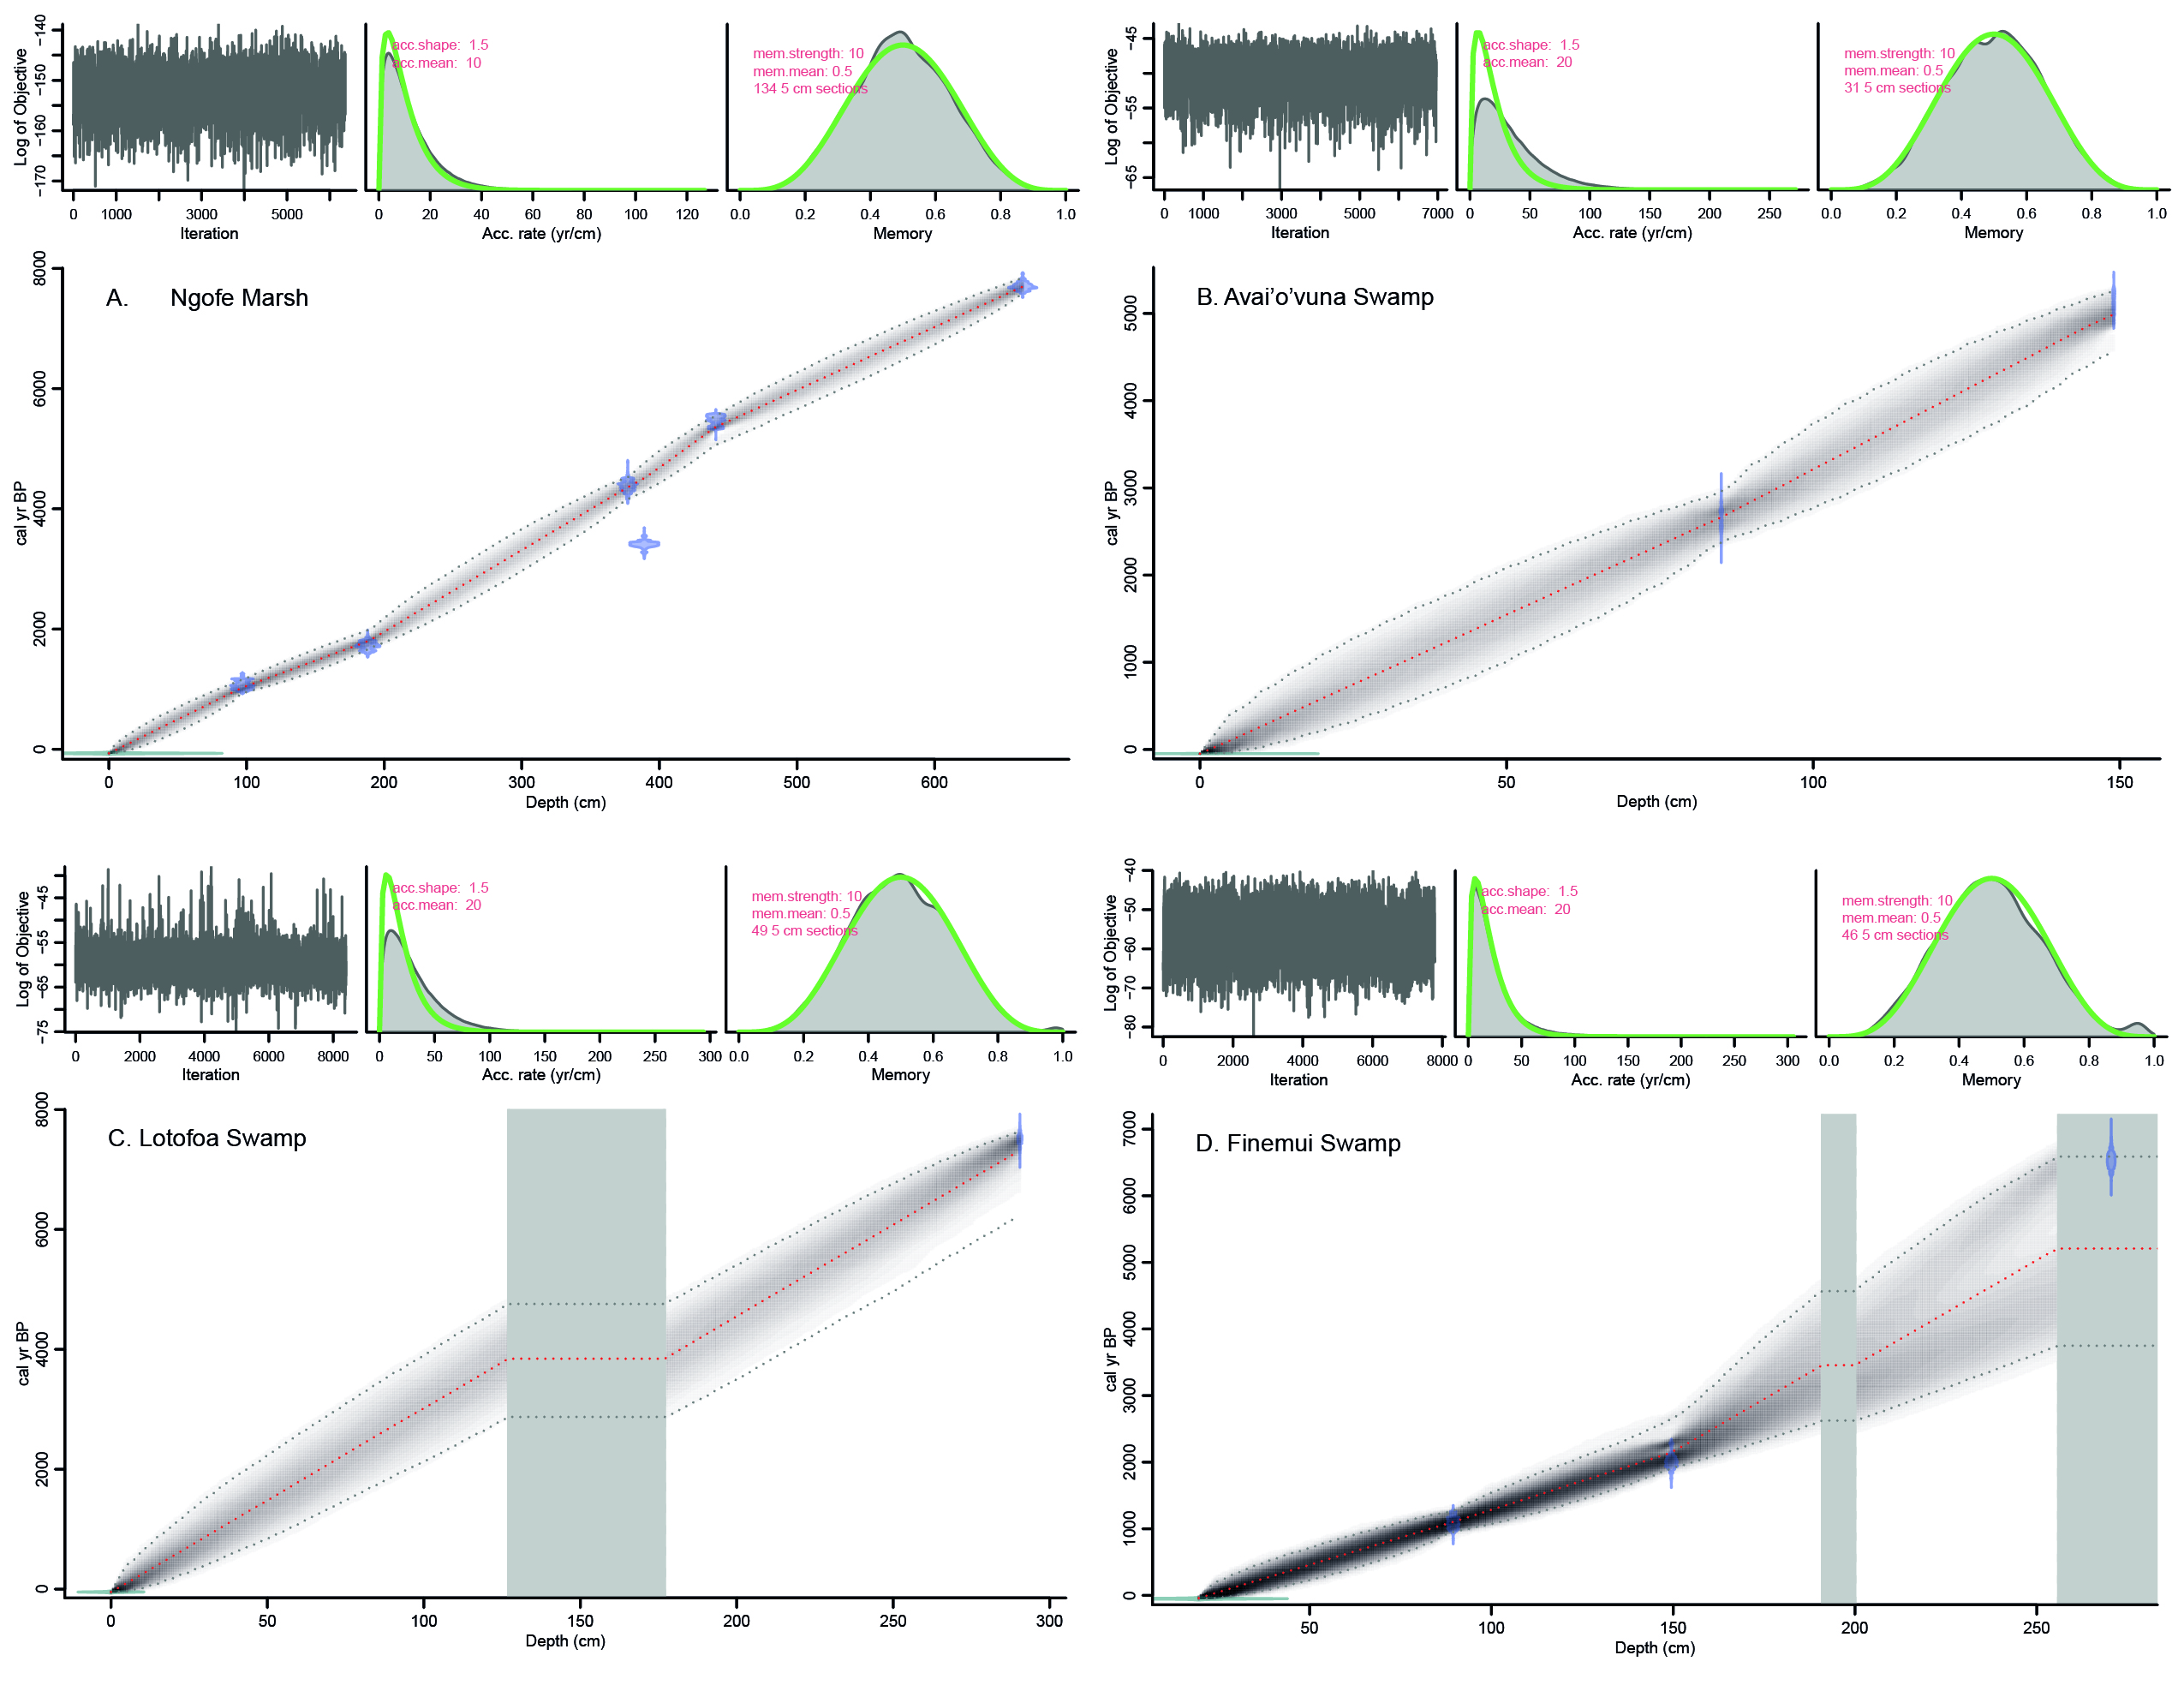 Log of Objective
-140
-150
-160
-170
0 1000 3000 5000
Iteration
acc.shape: 1.5
acc.mean: 10
0 20 40 60 80 100 120
Acc. rate (yr/cm)
mem.strength: 10
mem.mean: 0.5
134 5 cm sections
0.0 0.2 0.4 0.6 0.8 1.0
Memory
A. Ngofe Marsh
cal yr BP
8000
6000
4000
2000
0
0 100 200 300 400 500 600
Depth (cm)
Log of Objective
-45
-55
-65
0 1000 3000 5000 7000
Iteration
acc.shape: 1.5
acc.mean: 20
0 50 100 150 200 250
Acc. rate (yr/cm)
mem.strength: 10
mem.mean: 0.5
31 5 cm sections
0.0 0.2 0.4 0.6 0.8 1.0
Memory
B. Avai’o’vuna Swamp
cal yr BP
5000
4000
3000
2000
1000
0
0 50 100 150
Depth (cm)
Log of Objective
-45
-55
-65
-75
0 2000 4000 6000 8000
Iteration
acc.shape: 1.5
acc.mean: 20
0 50 100 150 200 250 300
Acc. rate (yr/cm)
mem.strength: 10
mem.mean: 0.5
49 5 cm sections
0.0 0.2 0.4 0.6 0.8 1.0
Memory
C. Lotofoa Swamp
cal yr BP
8000
6000
4000
2000
0
0 50 100 150 200 250 300
Depth (cm)
Log of Objective
-40
-50
-60
-70
-80
0 2000 4000 6000 8000
Iteration
acc.shape: 1.5
acc.mean: 20
0 50 100 150 200 250 300
Acc. rate (yr/cm)
mem.strength: 10
mem.mean: 0.5
46 5 cm sections
0.0 0.2 0.4 0.6 0.8 1.0
Memory
D. Finemui Swamp
cal yr BP
7000
6000
5000
4000
3000
2000
1000
0
50 100 150 200 250
Depth (cm)